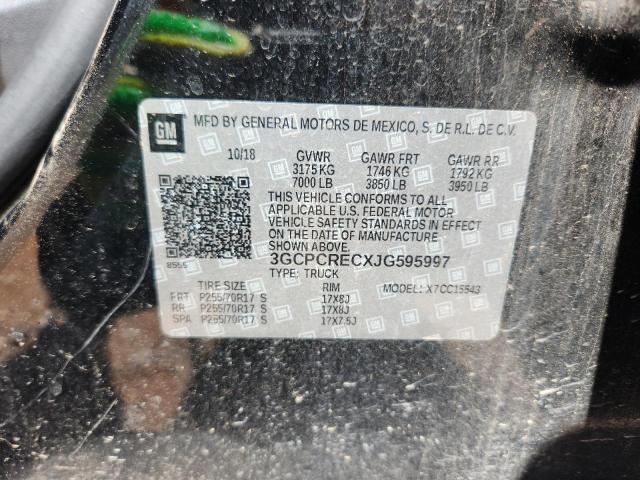 GM
MFD BY GENERAL MOTORS DE MEXICO, S. DE R.L. DE C.V.
10/18 GVWR GAWR FRT GAWR RR
3175 KG 1746 KG 1792 KG
7000 LB 3850 LB 3950 LB
THIS VEHICLE CONFORMS TO ALL
APPLICABLE U.S. FEDERAL MOTOR
VEHICLE SAFETY STANDARDS IN EFFECT
ON THE DATE OF MANUFACTURE
SHOWN ABOVE.
8555
3GCPCRECXJG595997
TYPE: TRUCK
TIRE SIZE RIM MODEL: X7CC15543
FRT P255/70R17 S 17X8J
RR P255/70R17 S 17X8J
SPA P255/70R17 S 17X7.5J